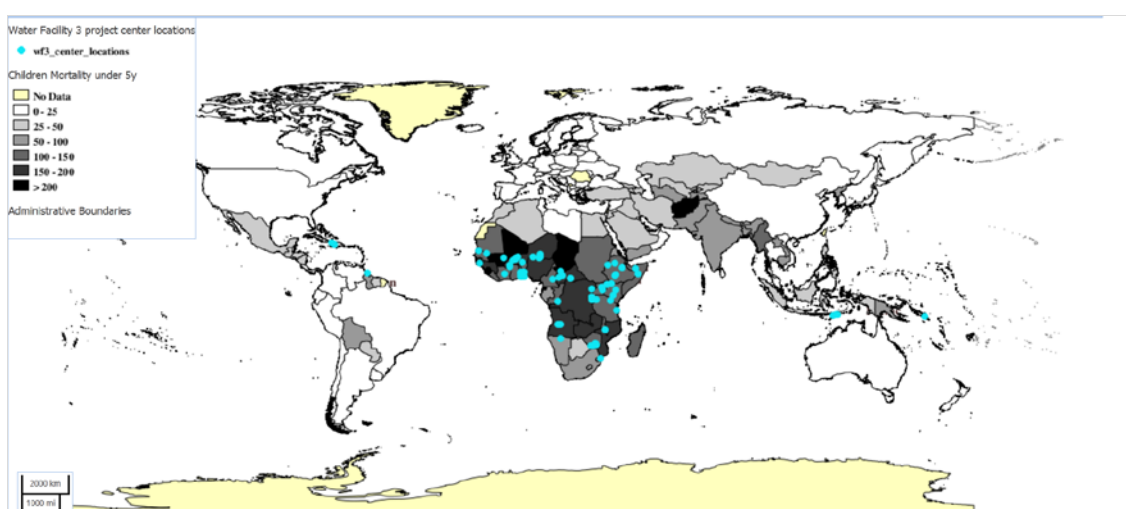 Water Facility 3 project center locations
wf3_center_locations
Children Mortality under 5y
No Data
0 - 25
25 - 50
50 - 100
100 - 150
150 - 200
> 200
Administrative Boundaries
2000 km
1000 mi